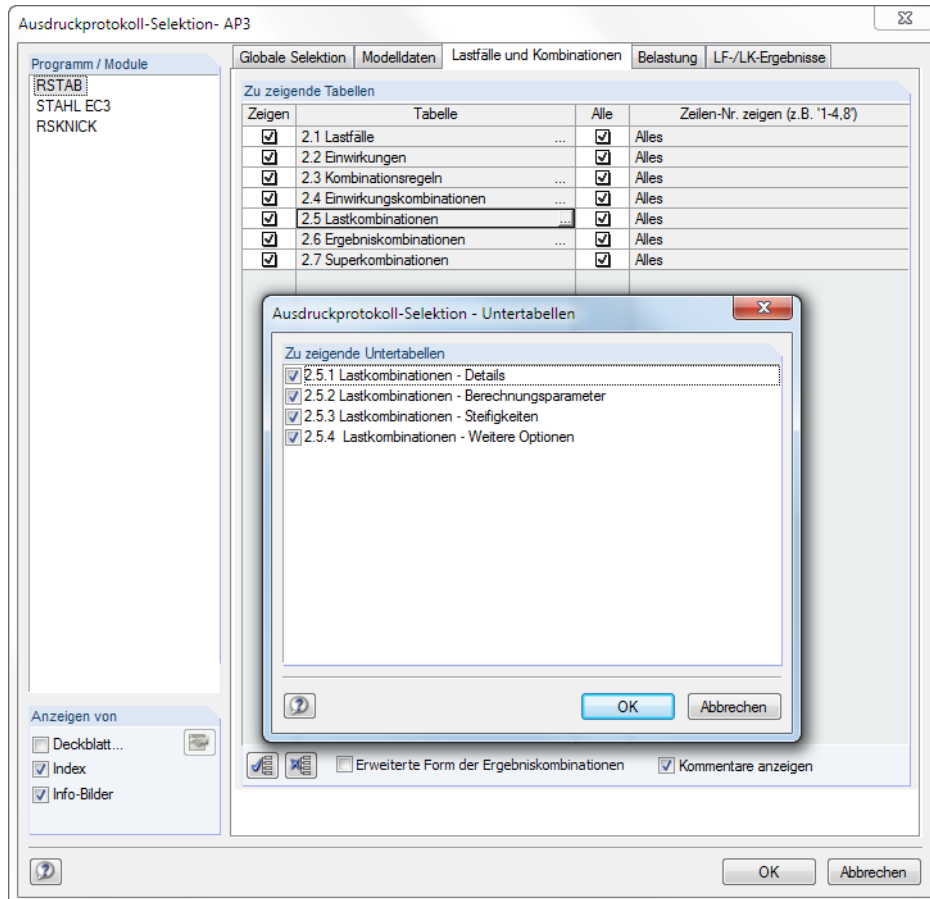 Ausdruckprotokoll-Selektion- AP3
Programm / Module
RSTAB
STAHL EC3
RSKNICK
Globale Selektion Modelldaten Lastfälle und Kombinationen Belastung LF-/LK-Ergebnisse
Zu zeigende Tabellen
Zeigen Tabelle Alle Zeilen-Nr. zeigen (z.B. '1-4,8')
2.1 Lastfälle ... Alles
2.2 Einwirkungen Alles
2.3 Kombinationsregeln ... Alles
2.4 Einwirkungskombinationen ... Alles
2.5 Lastkombinationen ... Alles
2.6 Ergebniskombinationen ... Alles
2.7 Superkombinationen Alles
Ausdruckprotokoll-Selektion - Untertabellen
Zu zeigende Untertabellen
2.5.1 Lastkombinationen - Details
2.5.2 Lastkombinationen - Berechnungsparameter
2.5.3 Lastkombinationen - Steifigkeiten
2.5.4 Lastkombinationen - Weitere Optionen
OK Abbrechen
Anzeigen von
Deckblatt...
Index
Info-Bilder
Erweiterte Form der Ergebniskombinationen Kommentare anzeigen
OK Abbrechen